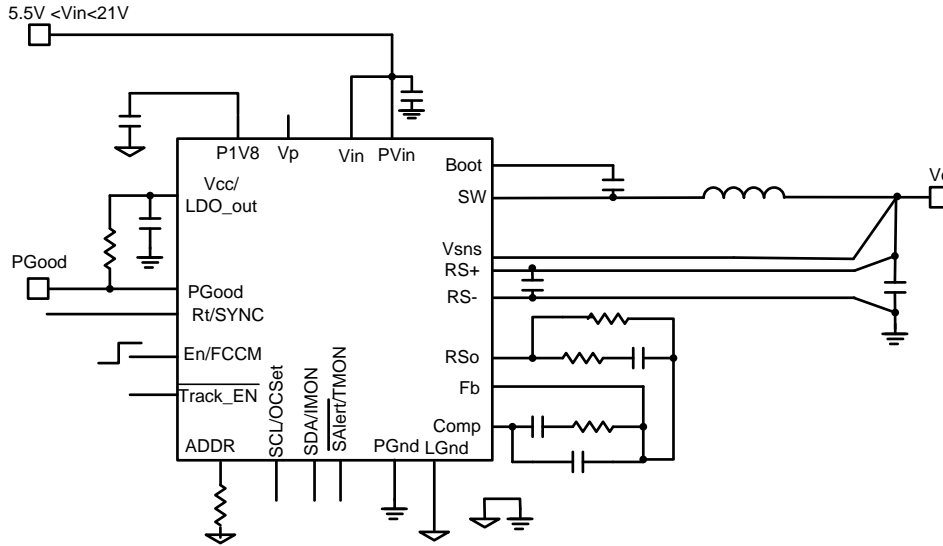 5.5V <Vin<21V
P1V8
Vp
Vin
PVin
Boot
Vcc/
LDO_out
SW
Vsns
PGood
RS+
PGood
RS-
Rt/SYNC
En/FCCM
RSo
Track_EN
Fb
Comp
ADDR
SCL/OCSet
SDA/IMON
SAlert/TMON
PGnd
LGnd